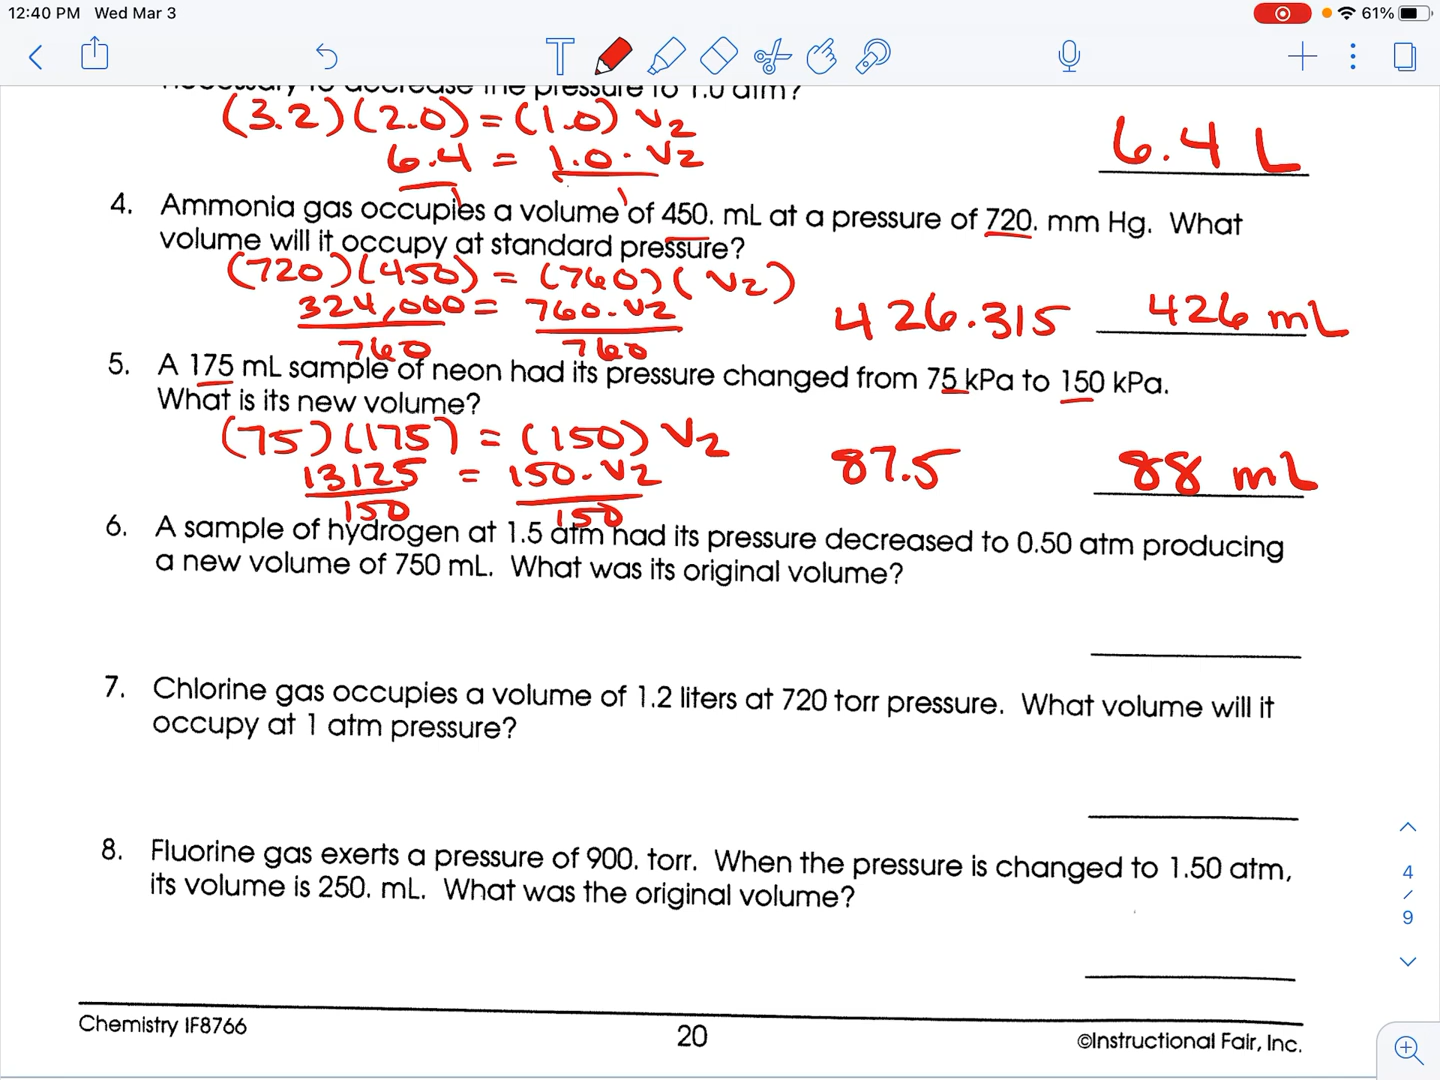 12:40 PM Wed Mar 3
61%
necessary to decrease the pressure to 1.0 atm?
(3.2)(2.0) = (1.0) V2
6.4 = 1.0 · V2
6.4 L
4. Ammonia gas occupies a volume of 450. mL at a pressure of 720. mm Hg. What
volume will it occupy at standard pressure?
(720)(450) = (760)(V2)
324,000 = 760 · V2
760 760
426.315
426 mL
5. A 175 mL sample of neon had its pressure changed from 75 kPa to 150 kPa.
What is its new volume?
(75)(175) = (150) V2
13125 = 150 · V2
150 150
87.5
88 mL
6. A sample of hydrogen at 1.5 atm had its pressure decreased to 0.50 atm producing
a new volume of 750 mL. What was its original volume?
7. Chlorine gas occupies a volume of 1.2 liters at 720 torr pressure. What volume will it
occupy at 1 atm pressure?
8. Fluorine gas exerts a pressure of 900. torr. When the pressure is changed to 1.50 atm,
its volume is 250. mL. What was the original volume?
4
/
9
Chemistry IF8766
20
©Instructional Fair, Inc.